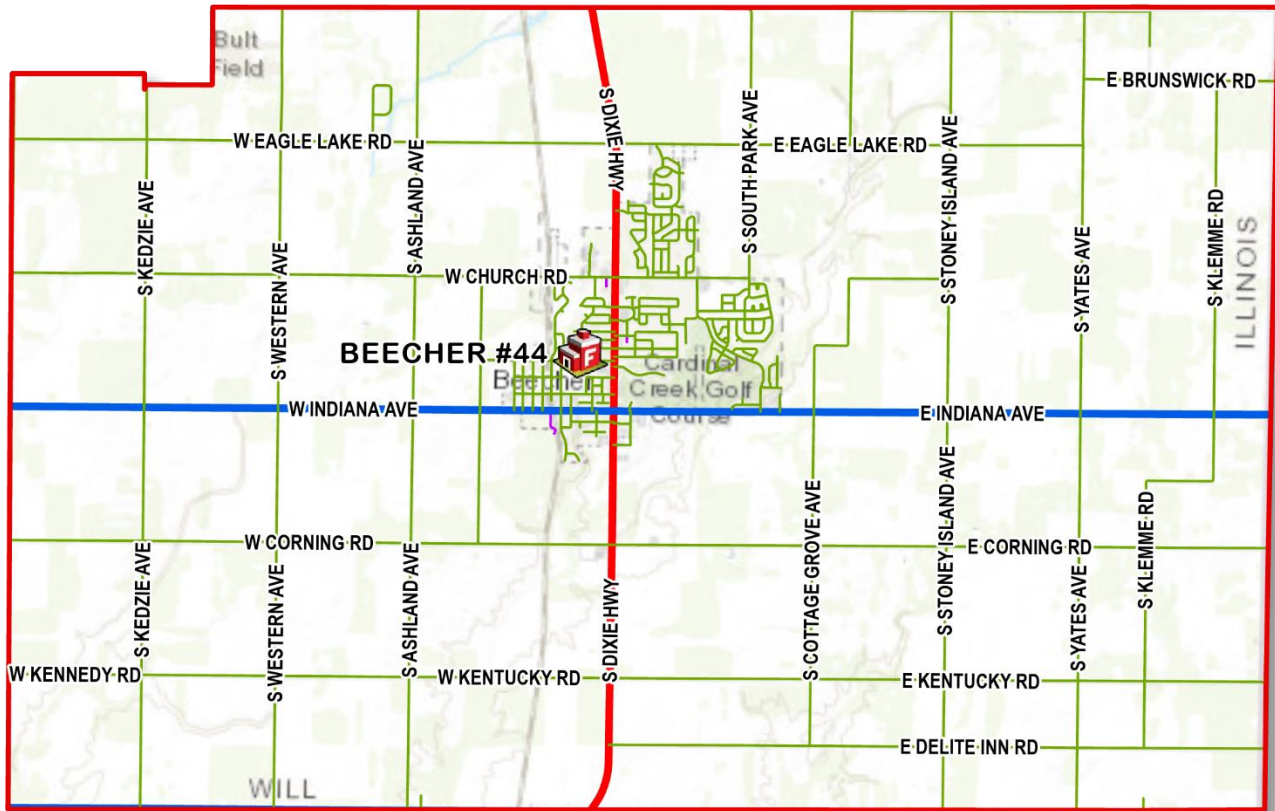 Bult
Field
E BRUNSWICK RD
W EAGLE LAKE RD
E EAGLE LAKE RD
S DIXIE HWY
S KEDZIE AVE
S WESTERN AVE
S ASHLAND AVE
S SOUTH PARK AVE
S STONEY ISLAND AVE
S YATES AVE
S KLEMME RD
ILLINOIS
W CHURCH RD
BEECHER #44
F
Beecher
Cardinal
Creek Golf
Course
W INDIANA AVE
E INDIANA AVE
W CORNING RD
E CORNING RD
S KEDZIE AVE
S WESTERN AVE
S ASHLAND AVE
S DIXIE HWY
S COTTAGE GROVE AVE
S STONEY ISLAND AVE
S YATES AVE
S KLEMME RD
W KENNEDY RD
W KENTUCKY RD
E KENTUCKY RD
E DELITE INN RD
WILL